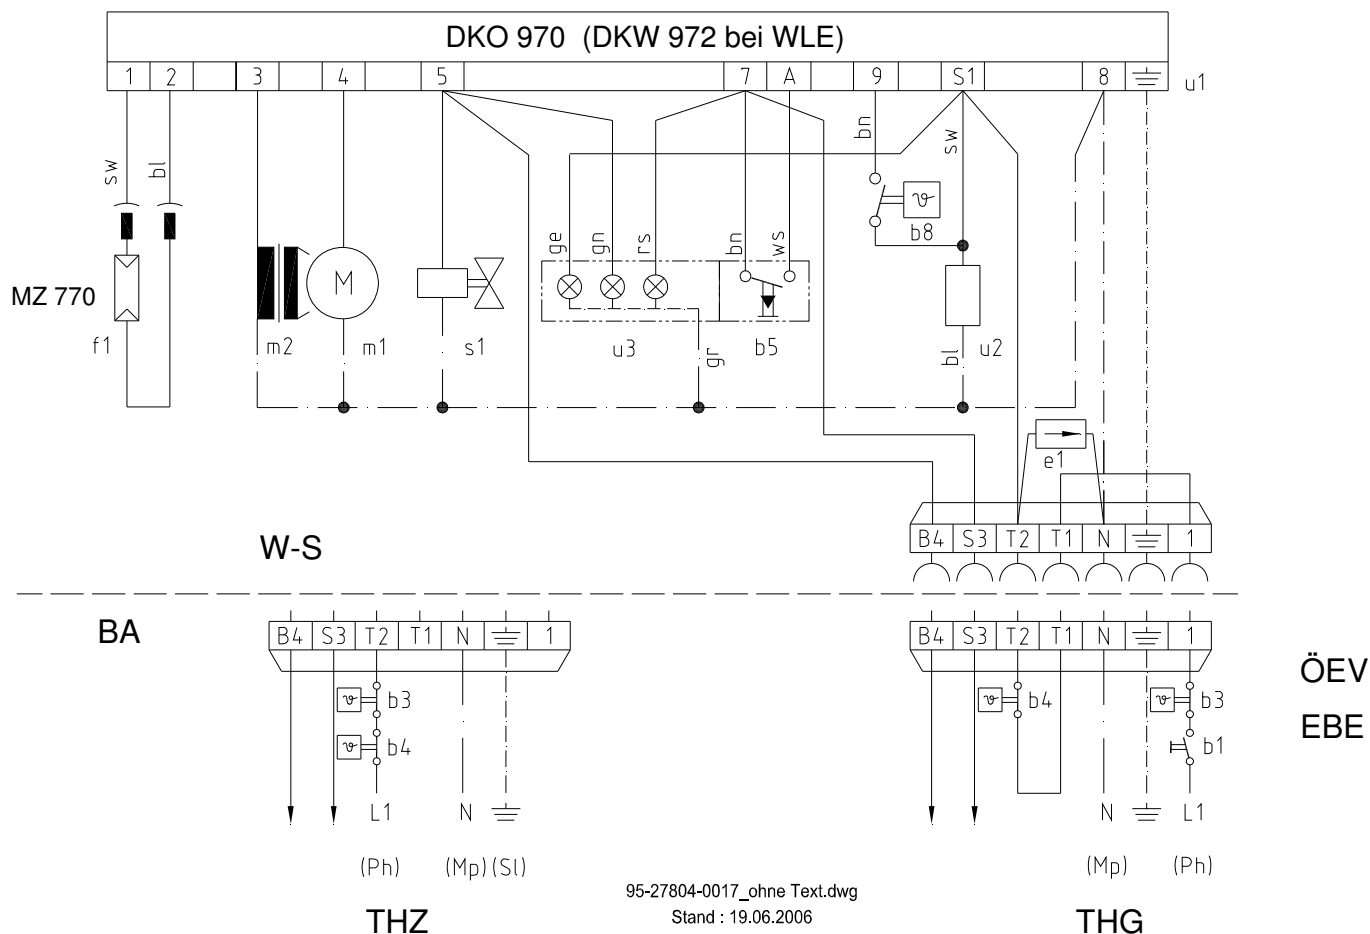 DKO 970 (DKW 972 bei WLE)
1 2 3 4 5 7 A 9 S1 8 u1
sw bl bn sw
b8
ge gn rs bn ws
MZ 770
M
f1 m2 m1 s1 u3 b5 u2
gr bl
e1
W-S
B4 S3 T2 T1 N 1
BA
B4 S3 T2 T1 N 1
B4 S3 T2 T1 N 1
ÖEV
ϑ b3
ϑ b4
ϑ b3
EBE
ϑ b4
b1
L1 N
N L1
(Ph) (Mp) (Sl)
(Mp) (Ph)
95-27804-0017_ohne Text.dwg
Stand : 19.06.2006
THZ
THG